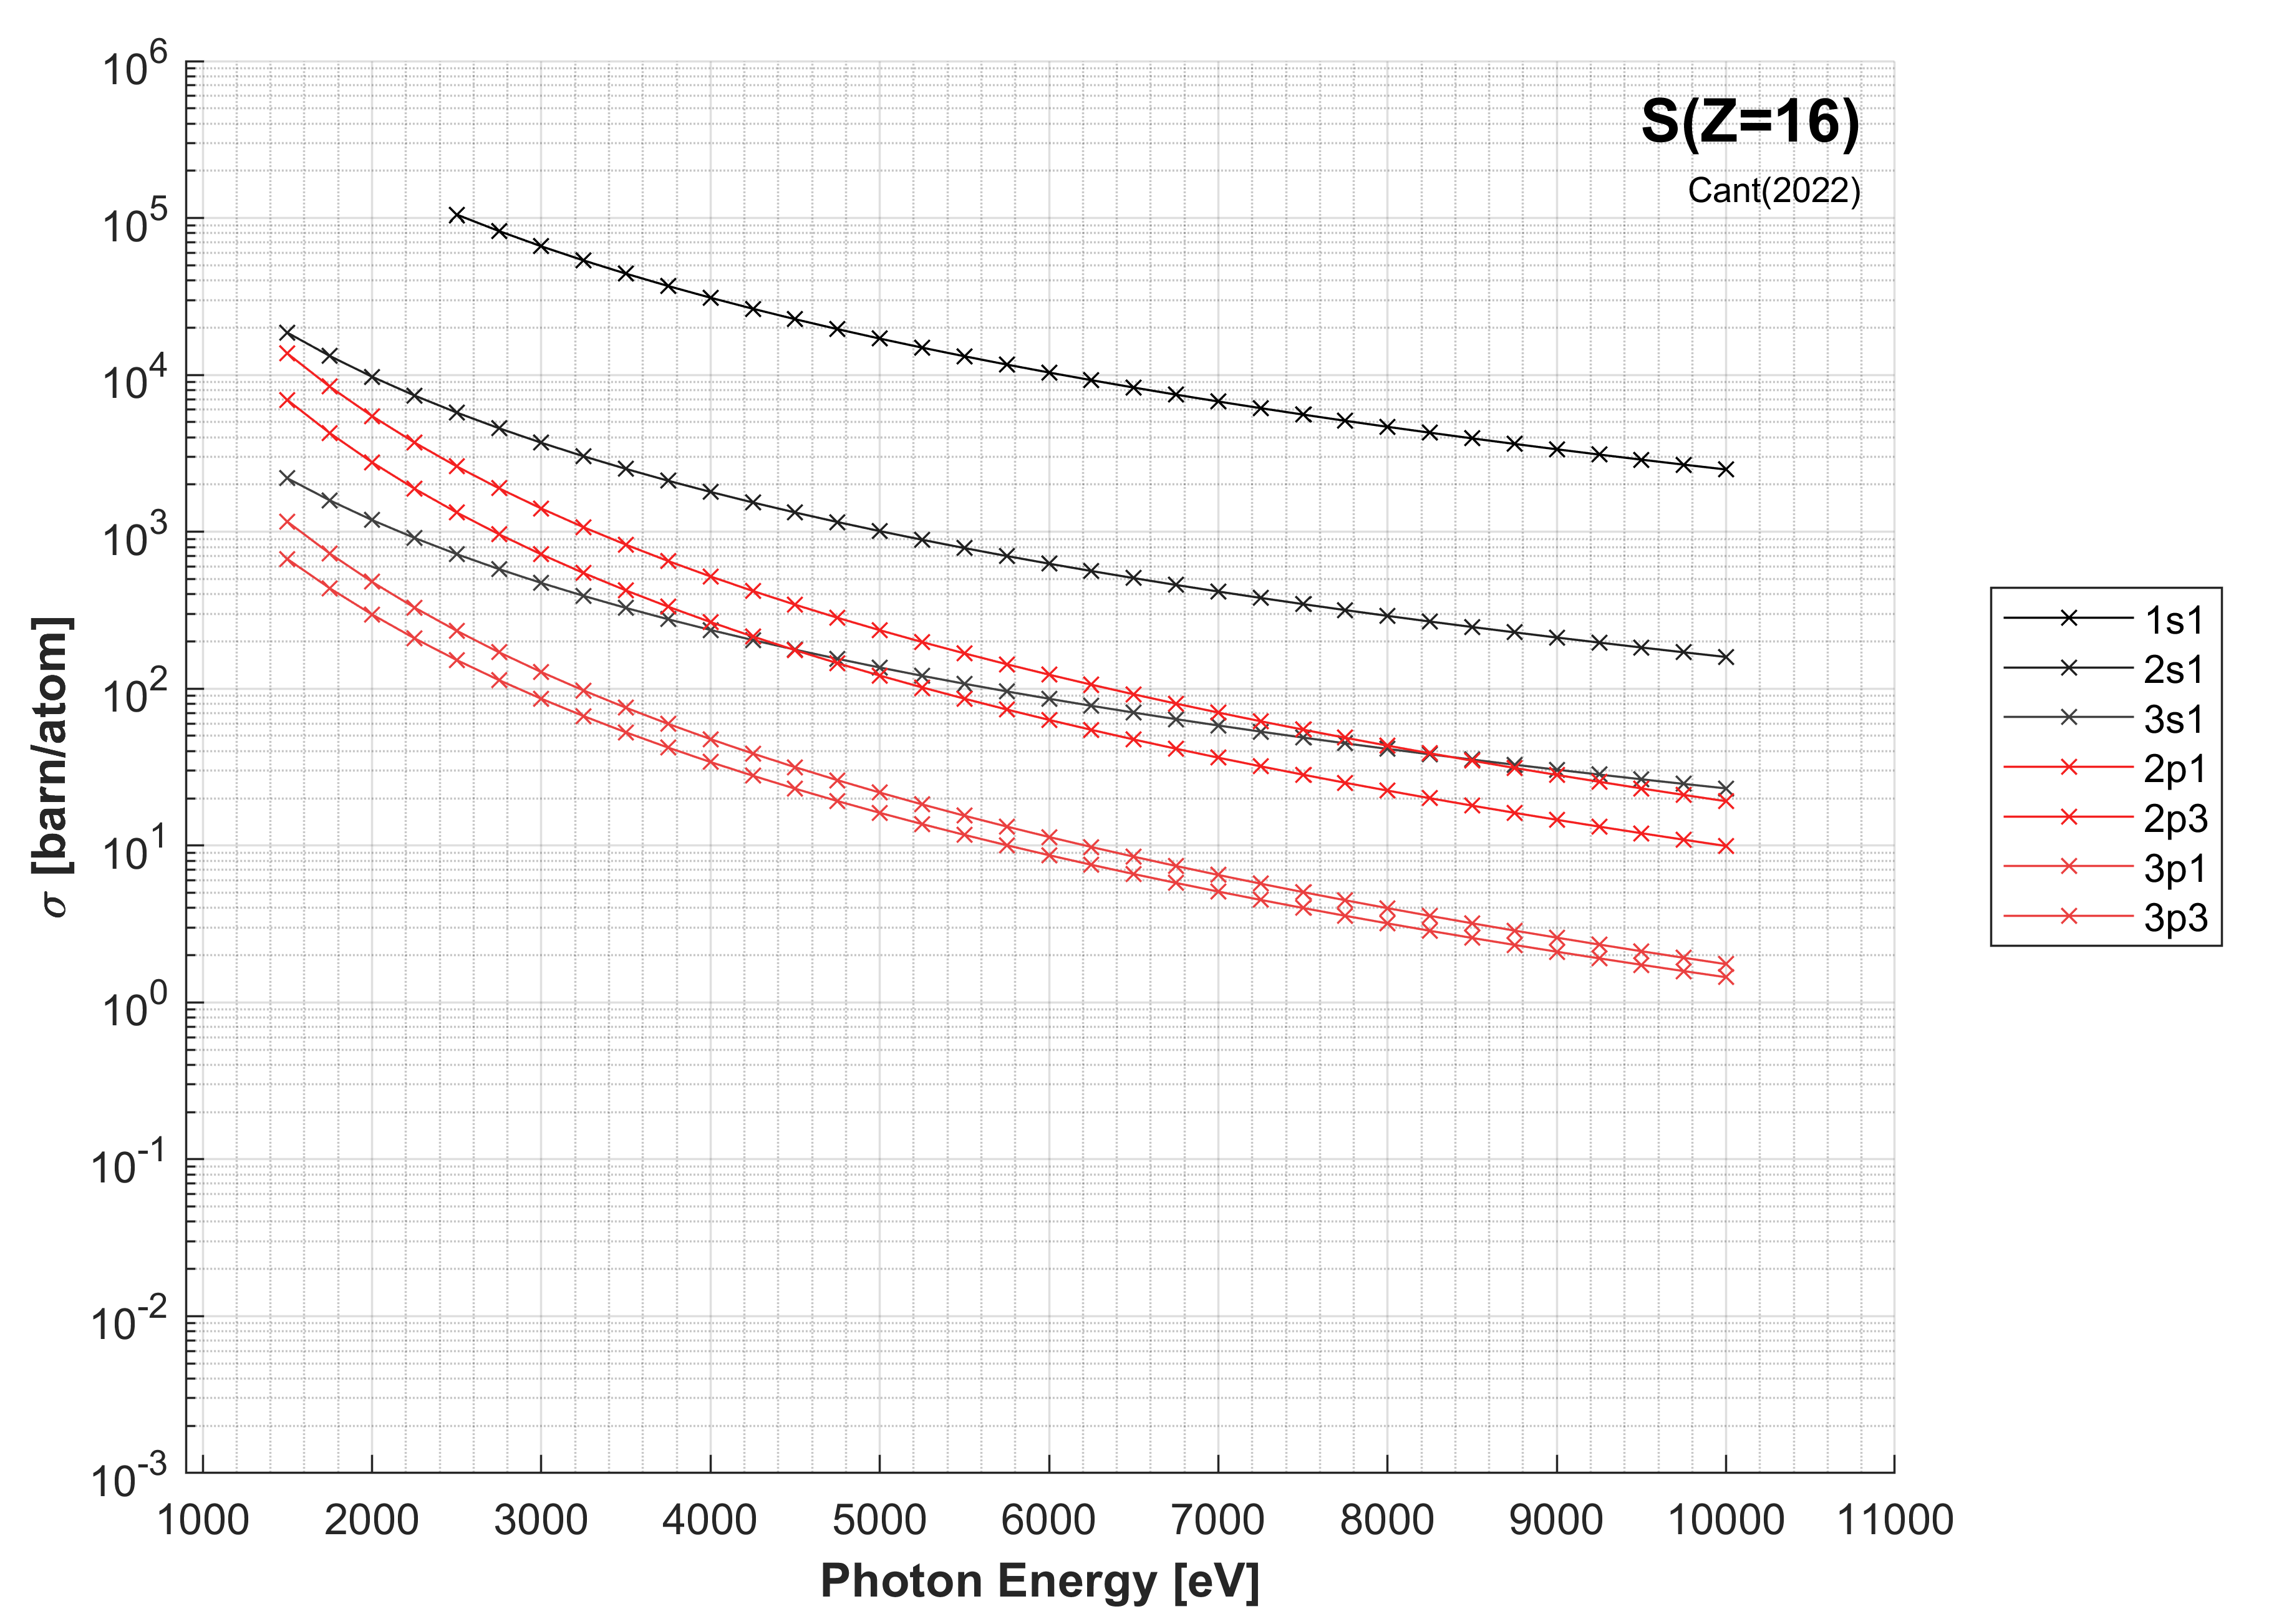 S(Z=16)
Cant(2022)
σ [barn/atom]
10^6
10^5
10^4
10^3
10^2
10^1
10^0
10^-1
10^-2
10^-3
1000 2000 3000 4000 5000 6000 7000 8000 9000 10000 11000
Photon Energy [eV]
1s1
2s1
3s1
2p1
2p3
3p1
3p3